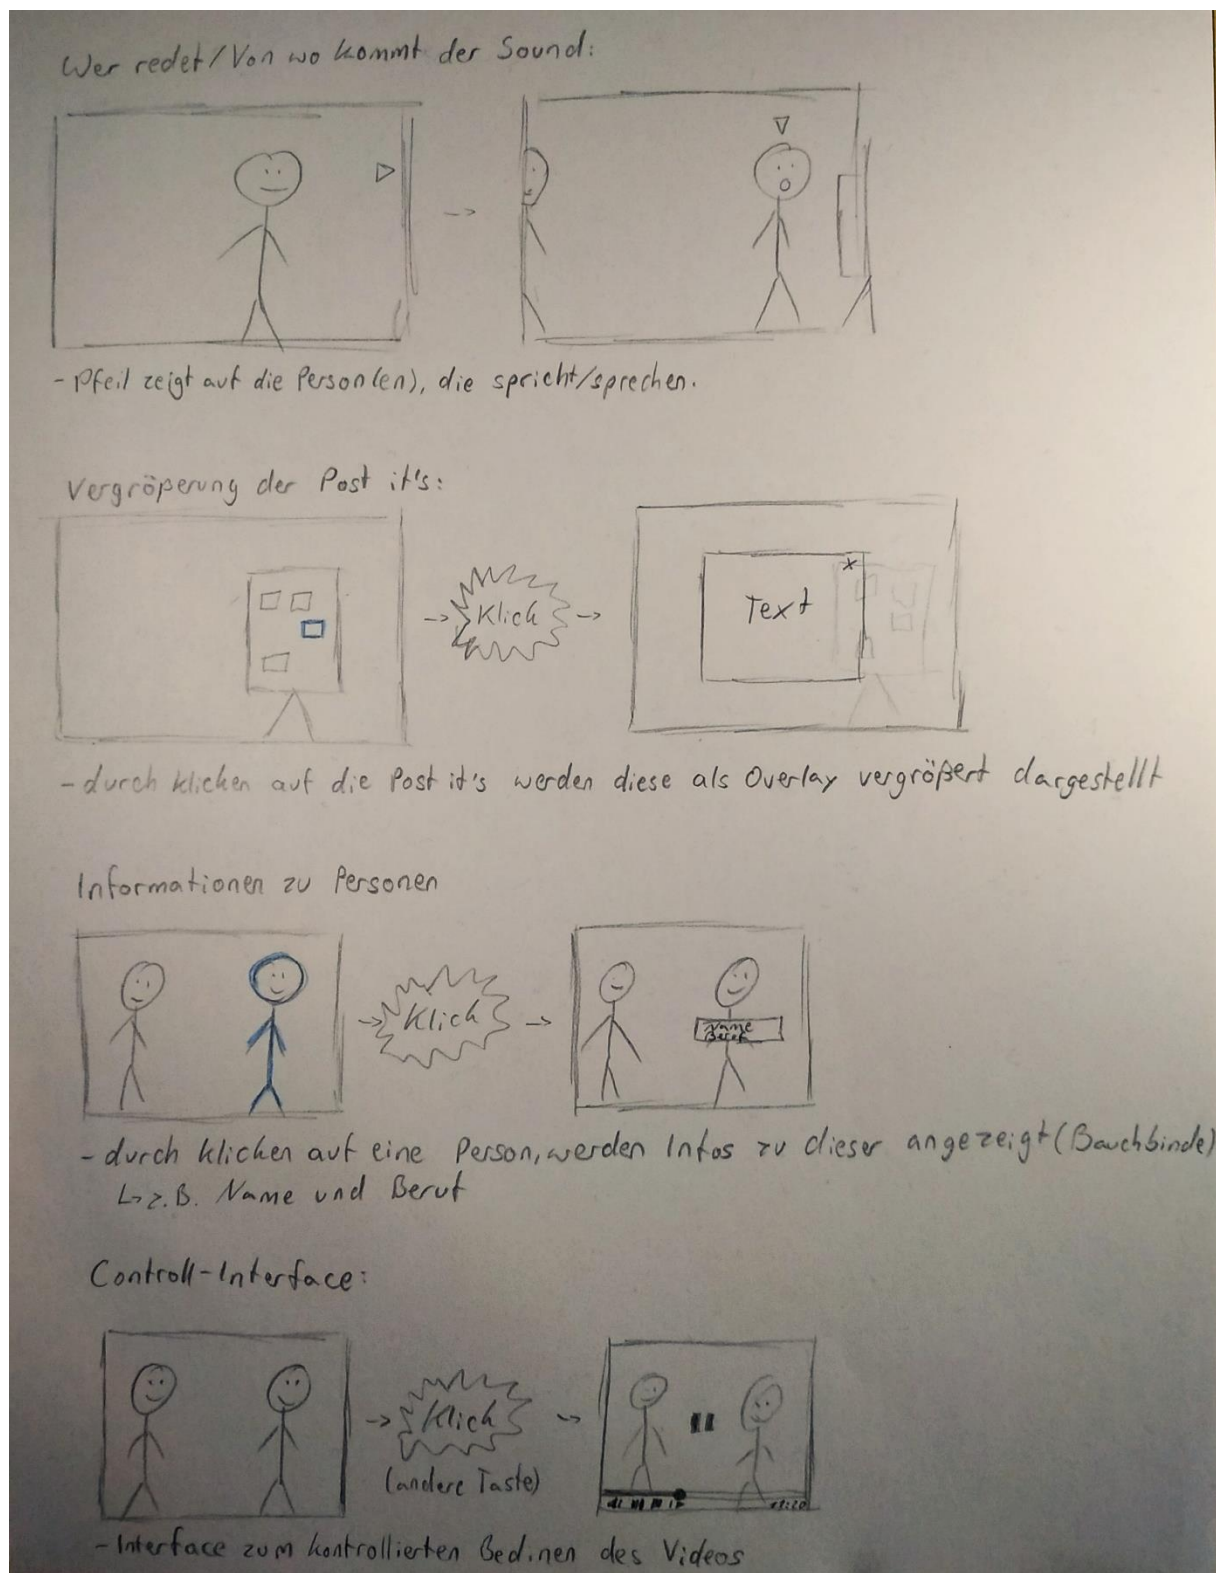 Wer redet/Von wo kommt der Sound:
- Pfeil zeigt auf die Person(en), die spricht/sprechen.
Vergrößerung der Post it's:
Klick
Text
x
- durch klicken auf die Post it's werden diese als Overlay vergrößert dargestellt
Informationen zu Personen
Klick
Name
Beruf
- durch klicken auf eine Person, werden Infos zu dieser angezeigt (Bauchbinde)
↳ z.B. Name und Beruf
Controll-Interface:
Klick
(andere Taste)
- Interface zum kontrollierten Bedinen des Videos